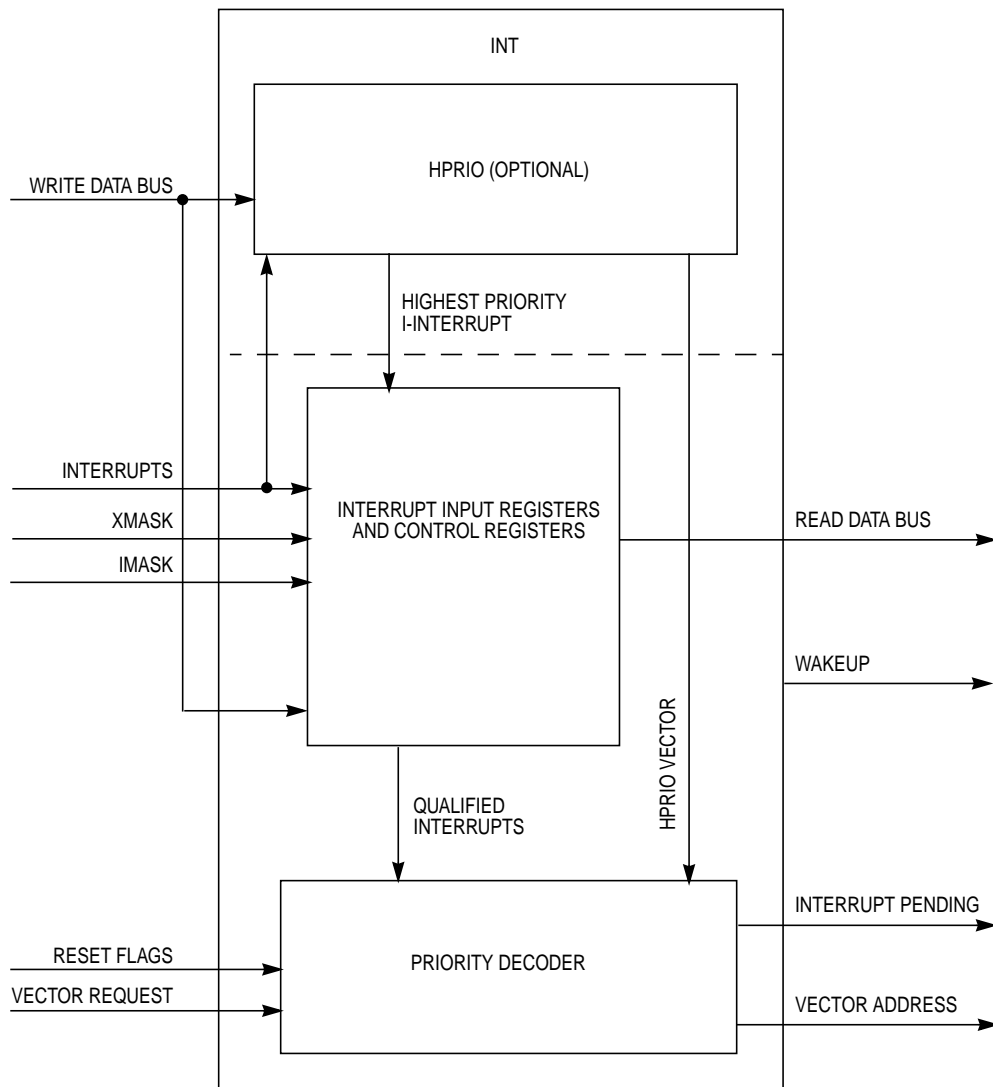 INT
HPRIO (OPTIONAL)
WRITE DATA BUS
HIGHEST PRIORITY
I-INTERRUPT
INTERRUPTS
XMASK
IMASK
INTERRUPT INPUT REGISTERS
AND CONTROL REGISTERS
READ DATA BUS
WAKEUP
HPRIO VECTOR
QUALIFIED
INTERRUPTS
INTERRUPT PENDING
RESET FLAGS
PRIORITY DECODER
VECTOR REQUEST
VECTOR ADDRESS